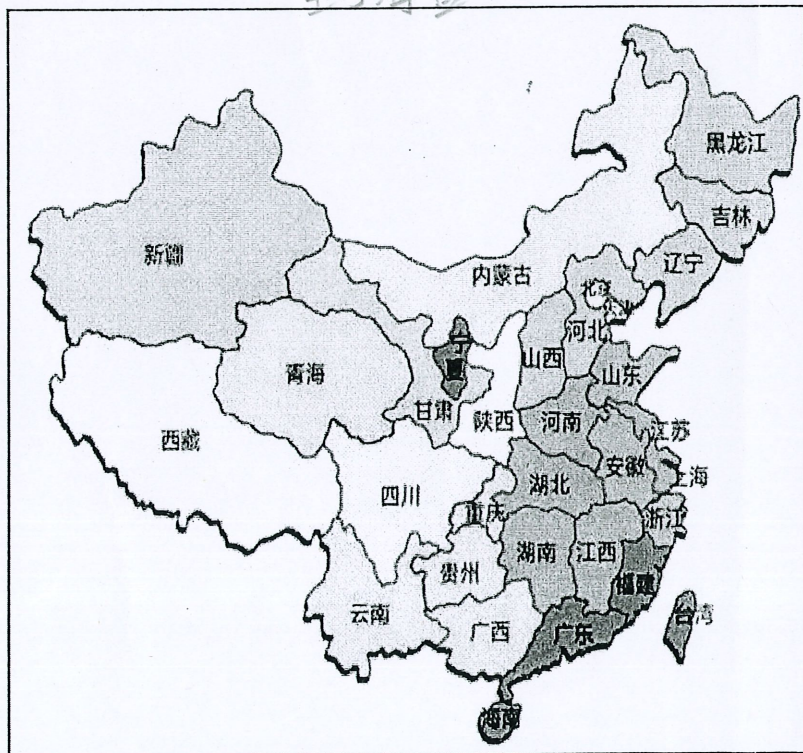 黑龙江
吉林
新疆
辽宁
内蒙古
北京
河北
宁夏
山西
山东
青海
甘肃
陕西
河南
江苏
西藏
安徽
上海
四川
湖北
重庆
浙江
湖南
江西
贵州
福建
云南
广西
广东
台湾
海南